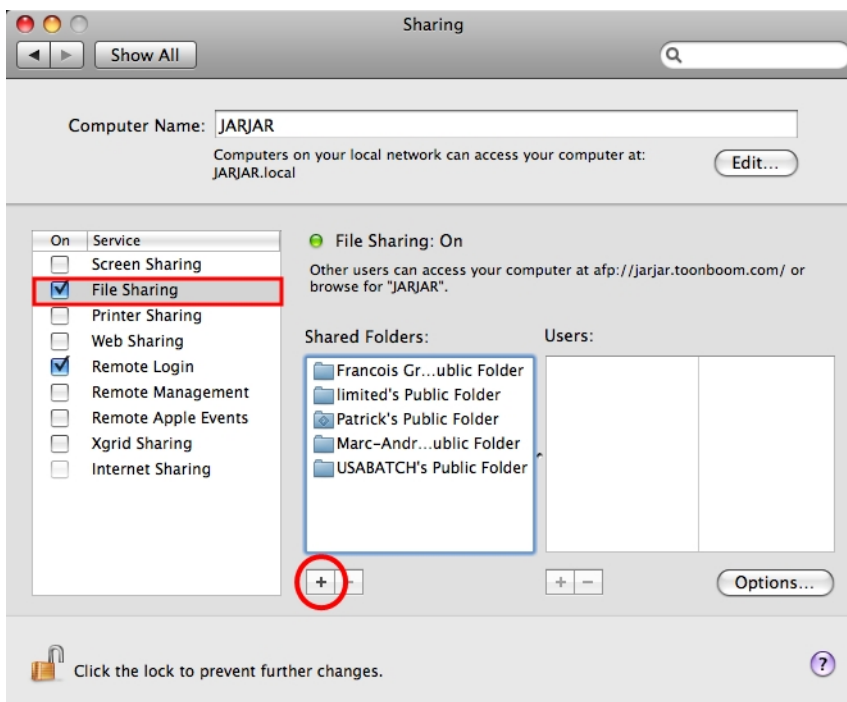 Sharing
Show All
Computer Name: JARJAR
Computers on your local network can access your computer at:
JARJAR.local
Edit...
On Service
Screen Sharing
File Sharing
Printer Sharing
Web Sharing
Remote Login
Remote Management
Remote Apple Events
Xgrid Sharing
Internet Sharing
File Sharing: On
Other users can access your computer at afp://jarjar.toonboom.com/ or
browse for "JARJAR".
Shared Folders:
Francois Gr...ublic Folder
limited's Public Folder
Patrick's Public Folder
Marc-Andr...ublic Folder
USABATCH's Public Folder
Users:
+ -
+ -
Options...
Click the lock to prevent further changes.
?